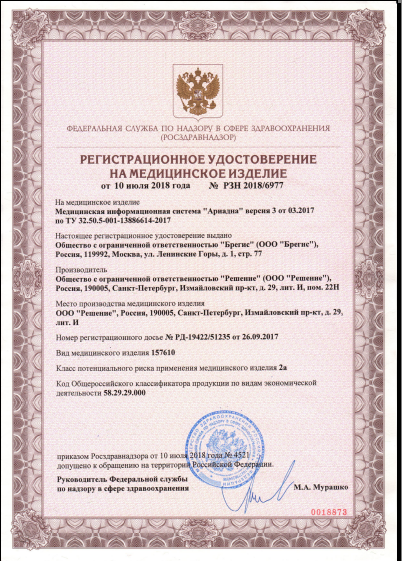 ФЕДЕРАЛЬНАЯ СЛУЖБА ПО НАДЗОРУ В СФЕРЕ ЗДРАВООХРАНЕНИЯ
(РОСЗДРАВНАДЗОР)
РЕГИСТРАЦИОННОЕ УДОСТОВЕРЕНИЕ
НА МЕДИЦИНСКОЕ ИЗДЕЛИЕ
от 10 июля 2018 года № РЗН 2018/6977
На медицинское изделие
Медицинская информационная система "Ариадна" версия 3 от 03.2017
по ТУ 32.50.5-001-13886614-2017
Настоящее регистрационное удостоверение выдано
Общество с ограниченной ответственностью "Брегис" (ООО "Брегис"),
Россия, 119992, Москва, ул. Ленинские Горы, д. 1, стр. 77
Производитель
Общество с ограниченной ответственностью "Решение" (ООО "Решение"),
Россия, 190005, Санкт-Петербург, Измайловский пр-кт, д. 29, лит. И, пом. 22Н
Место производства медицинского изделия
ООО "Решение", Россия, 190005, Санкт-Петербург, Измайловский пр-кт, д. 29,
лит. И
Номер регистрационного досье № РД-19422/51235 от 26.09.2017
Вид медицинского изделия 157610
Класс потенциального риска применения медицинского изделия 2а
Код Общероссийского классификатора продукции по видам экономической
деятельности 58.29.29.000
приказом Росздравнадзора от 10 июля 2018 года № 4521
допущено к обращению на территории Российской Федерации.
Руководитель Федеральной службы
по надзору в сфере здравоохранения
М.А. Мурашко
0018873